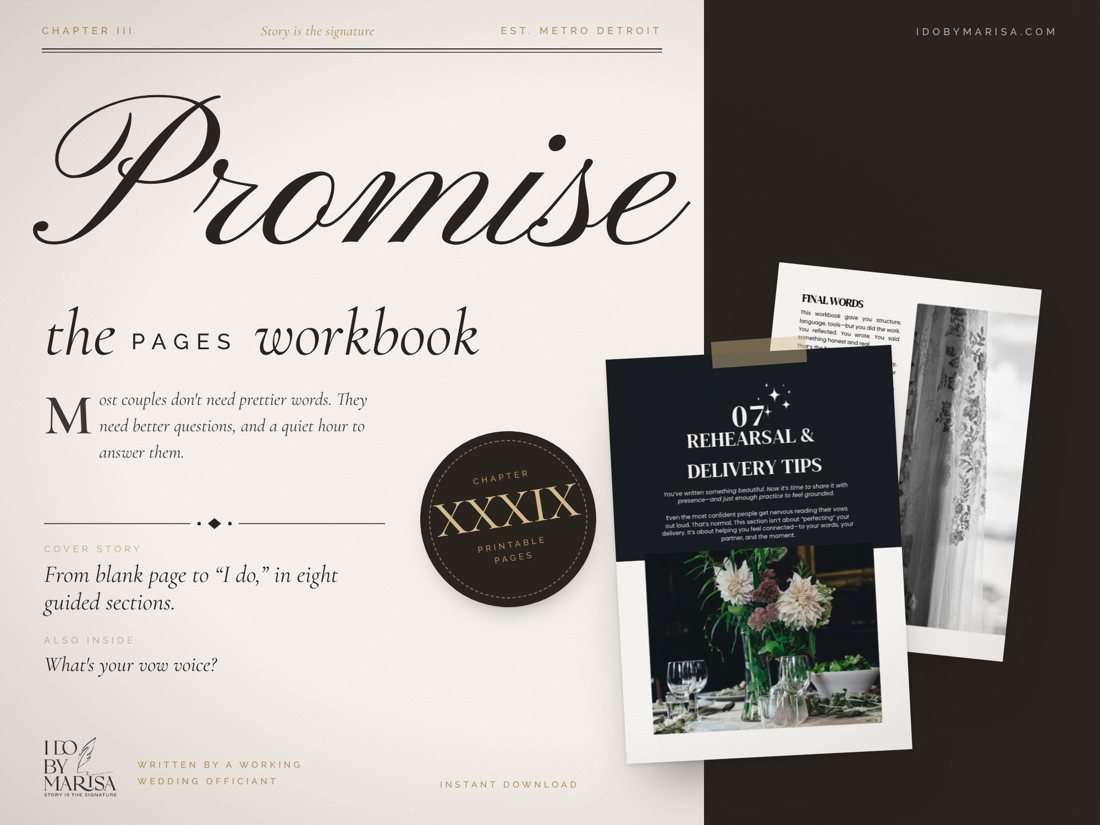 CHAPTER III
Story is the signature
EST. METRO DETROIT
IDOBYMARISA.COM
Promise
the PAGES workbook
Most couples don't need prettier words. They
need better questions, and a quiet hour to
answer them.
COVER STORY
From blank page to “I do,” in eight
guided sections.
ALSO INSIDE
What's your vow voice?
I DO
BY
MARISA
STORY IS THE SIGNATURE
WRITTEN BY A WORKING
WEDDING OFFICIANT
INSTANT DOWNLOAD
CHAPTER
XXXIX
PRINTABLE
PAGES
FINAL WORDS
This workbook gave you structure,
language, tools—but you did the work.
You reflected. You wrote. You said
something honest and real.
That's the
07
REHEARSAL &
DELIVERY TIPS
You've written something beautiful. Now it's time to share it with
presence—and just enough practice to feel grounded.
Even the most confident people get nervous reading their vows
out loud. That's normal. This section isn't about “perfecting” your
delivery. It's about helping you feel connected—to your words, your
partner, and the moment.